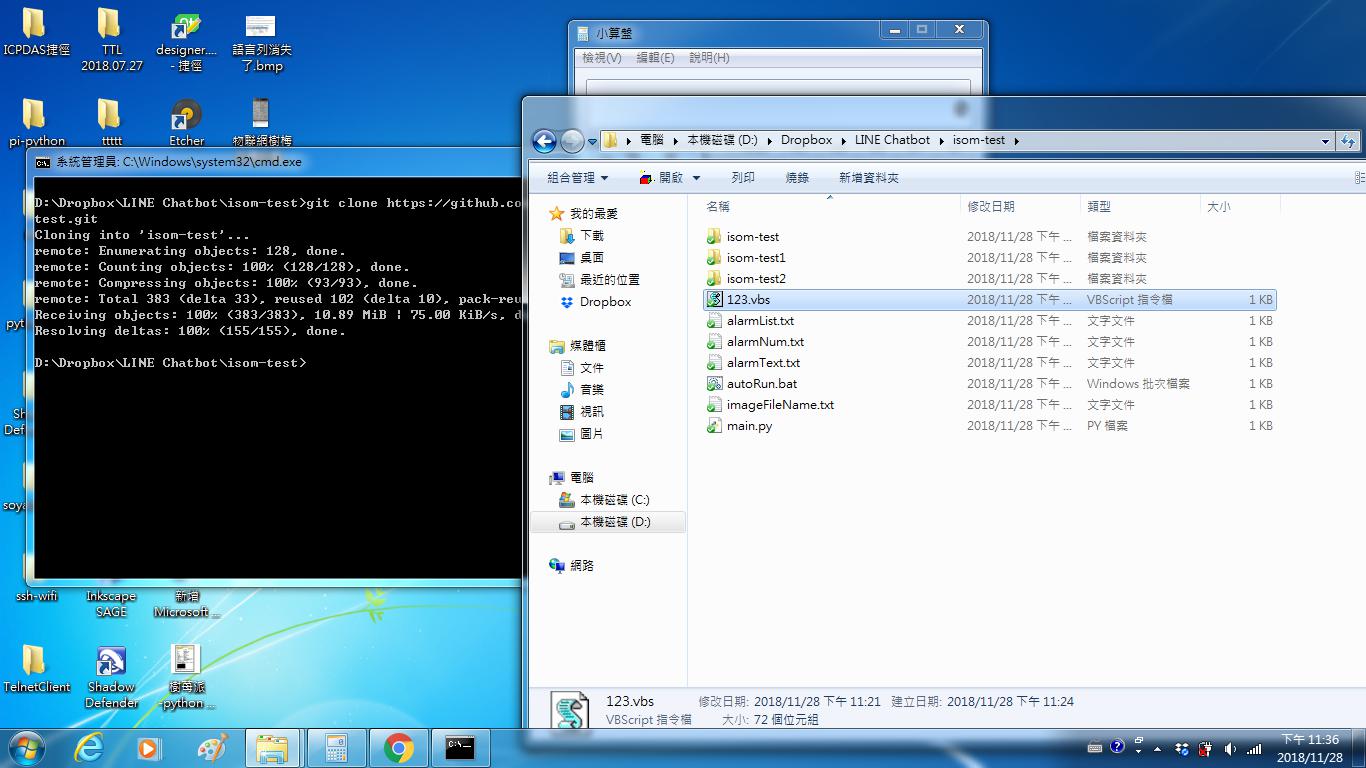 ICPDAS捷徑
TTL
2018.07.27
designer....
- 捷徑
語言列消失
了.bmp
pi-python
ttttt
Etcher
物聯網樹梅
小算盤
檢視(V) 編輯(E) 說明(H)
系統管理員: C:\Windows\system32\cmd.exe
D:\Dropbox\LINE Chatbot\isom-test>git clone https://github.co
test.git
Cloning into 'isom-test'...
remote: Enumerating objects: 128, done.
remote: Counting objects: 100% (128/128), done.
remote: Compressing objects: 100% (93/93), done.
remote: Total 383 (delta 33), reused 102 (delta 10), pack-reu
Receiving objects: 100% (383/383), 10.89 MiB | 75.00 KiB/s, d
Resolving deltas: 100% (155/155), done.
D:\Dropbox\LINE Chatbot\isom-test>
電腦 本機磁碟 (D:) Dropbox LINE Chatbot isom-test
組合管理 開啟 列印 燒錄 新增資料夾
我的最愛
下載
桌面
最近的位置
Dropbox
媒體櫃
文件
音樂
視訊
圖片
電腦
本機磁碟 (C:)
本機磁碟 (D:)
網路
名稱 修改日期 類型 大小
isom-test 2018/11/28 下午 ... 檔案資料夾
isom-test1 2018/11/28 下午 ... 檔案資料夾
isom-test2 2018/11/28 下午 ... 檔案資料夾
123.vbs 2018/11/28 下午 ... VBScript 指令檔 1 KB
alarmList.txt 2018/11/28 下午 ... 文字文件 1 KB
alarmNum.txt 2018/11/28 下午 ... 文字文件 1 KB
alarmText.txt 2018/11/28 下午 ... 文字文件 1 KB
autoRun.bat 2018/11/28 下午 ... Windows 批次檔案 1 KB
imageFileName.txt 2018/11/28 下午 ... 文字文件 1 KB
main.py 2018/11/28 下午 ... PY 檔案 1 KB
123.vbs 修改日期: 2018/11/28 下午 11:21 建立日期: 2018/11/28 下午 11:24
VBScript 指令檔 大小: 72 個位元組
pyt
Sh
Def
soya
ssh-wifi
Inkscape
SAGE
新增
Microsoft ...
TelnetClient
Shadow
Defender
樹莓派
-python ...
下午 11:36
2018/11/28